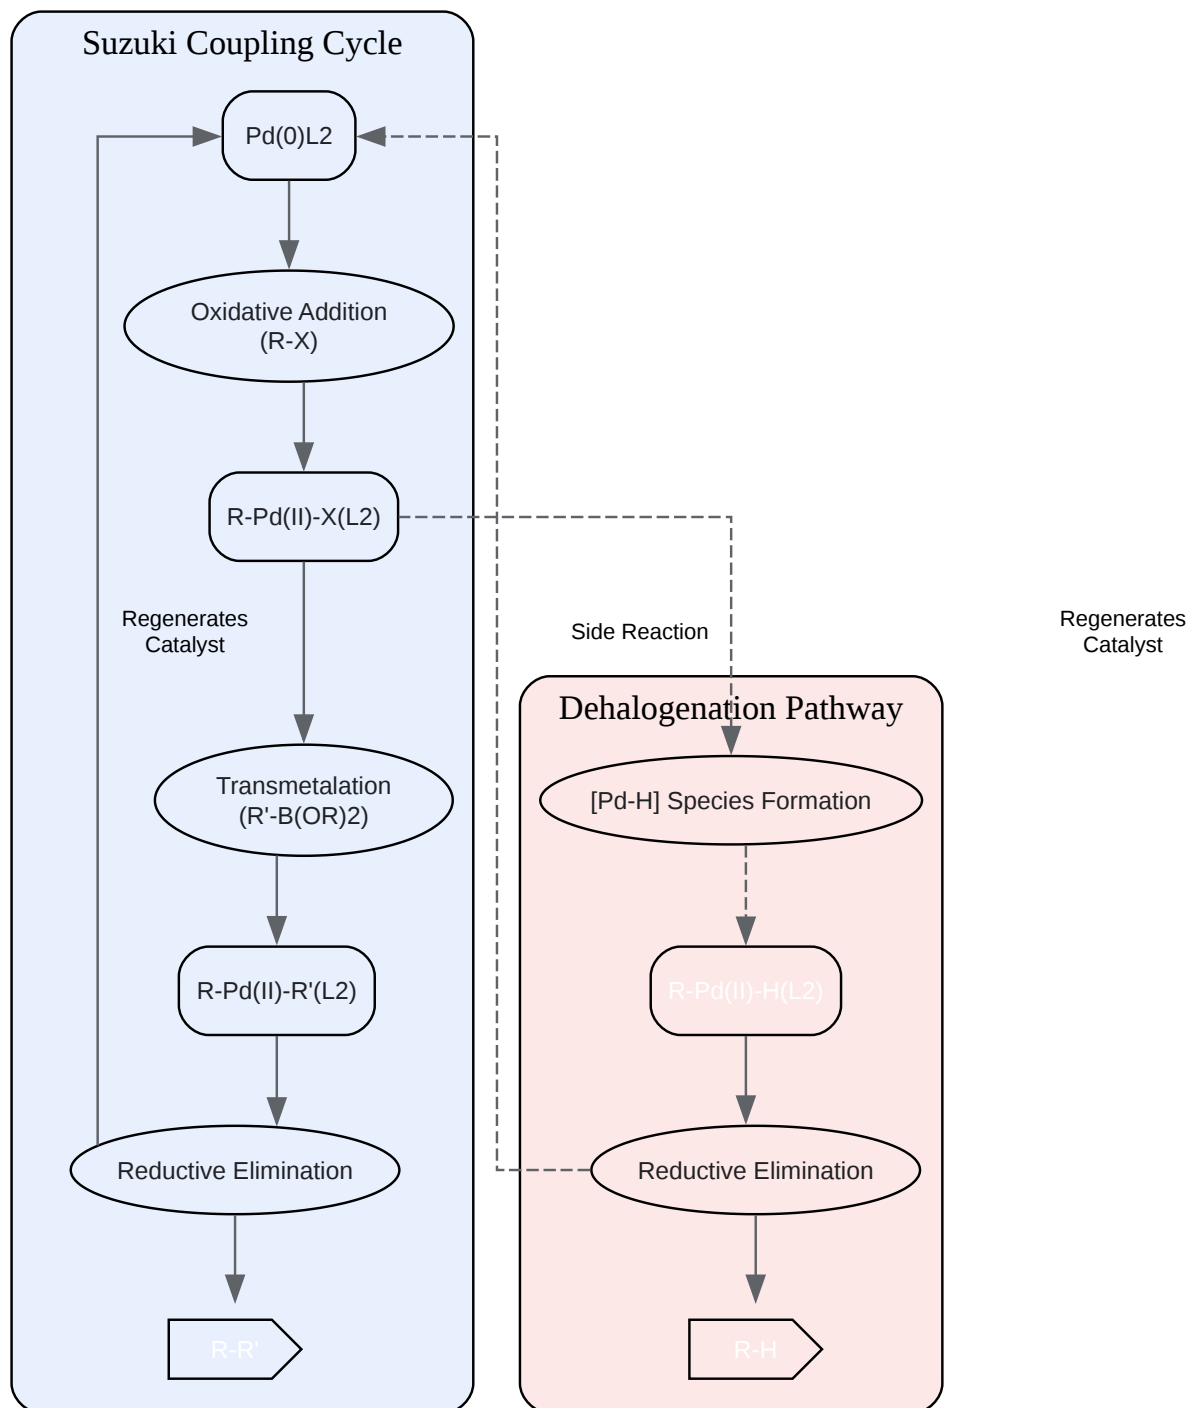 Suzuki Coupling Cycle
Pd(0)L2
Oxidative Addition
(R-X)
R-Pd(II)-X(L2)
Regenerates
Catalyst
Side Reaction
Regenerates
Catalyst
Dehalogenation Pathway
Transmetalation
(R'-B(OR)2)
[Pd-H] Species Formation
R-Pd(II)-R'(L2)
R-Pd(II)-H(L2)
Reductive Elimination
Reductive Elimination
R-R'
R-H